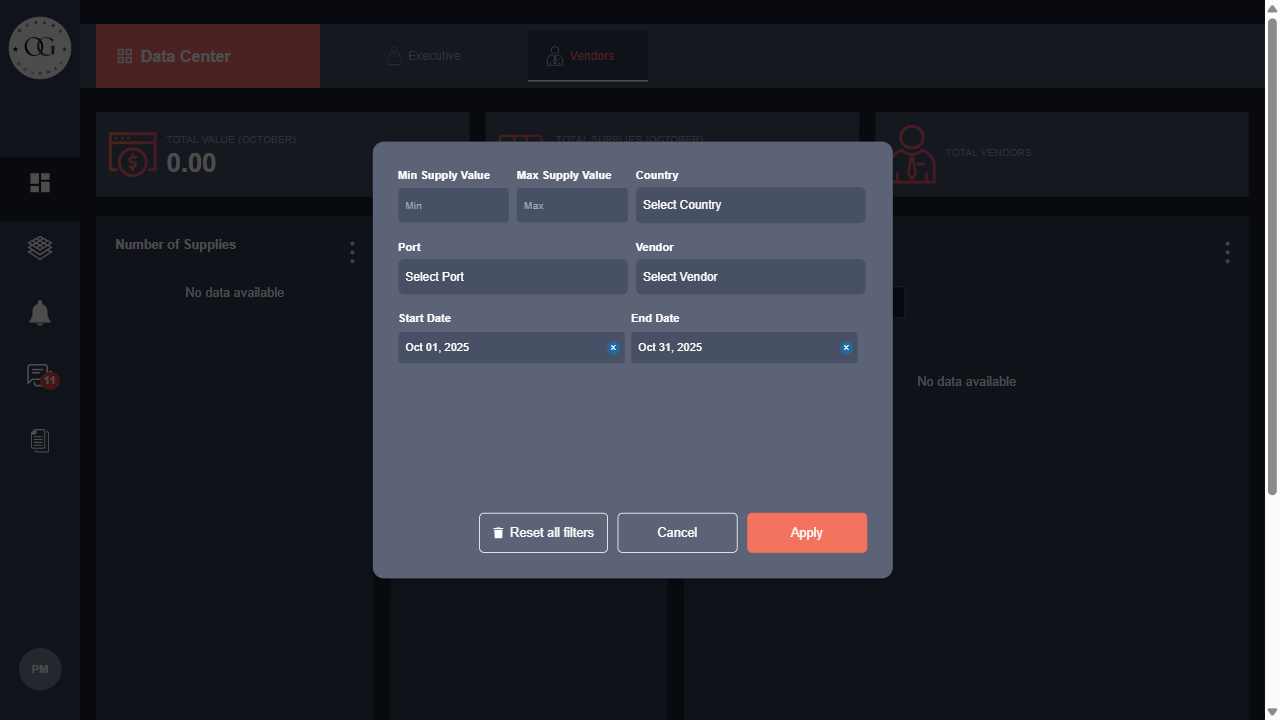 OCEANS
OG
GOURMET
Data Center
Executive
Vendors
TOTAL VALUE (OCTOBER)
0.00
TOTAL SUPPLIES (OCTOBER)
TOTAL VENDORS
Min Supply Value
Max Supply Value
Country
Min
Max
Select Country
Port
Vendor
Select Port
Select Vendor
Start Date
End Date
Oct 01, 2025
Oct 31, 2025
Number of Supplies
No data available
No data available
11
Reset all filters
Cancel
Apply
PM